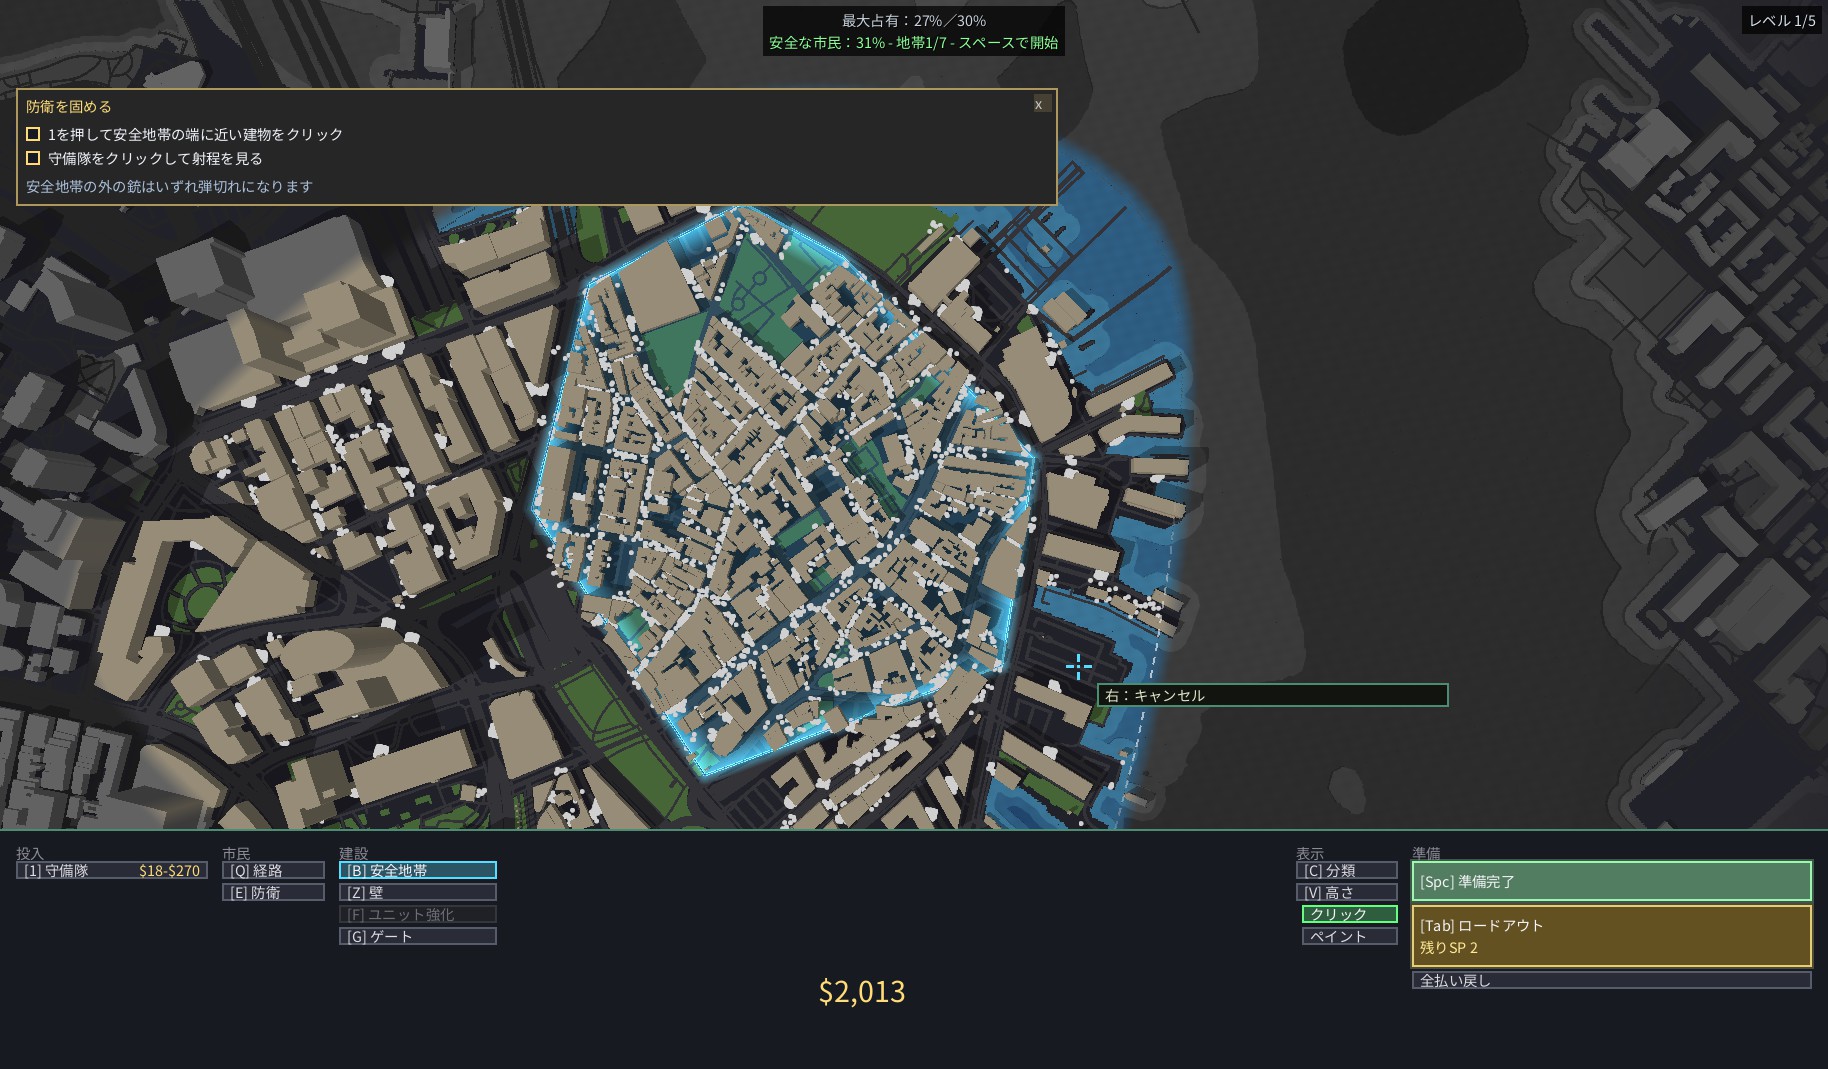 最大占有：27%／30%
安全な市民：31% - 地帯1/7 - スペースで開始
レベル 1/5
防衛を固める
x
1を押して安全地帯の端に近い建物をクリック
守備隊をクリックして射程を見る
安全地帯の外の銃はいずれ弾切れになります
右：キャンセル
投入
[1] 守備隊 $18-$270
市民
[Q] 経路
[E] 防衛
建設
[B] 安全地帯
[Z] 壁
[F] ユニット強化
[G] ゲート
$2,013
表示
[C] 分類
[V] 高さ
クリック
ペイント
準備
[Spc] 準備完了
[Tab] ロードアウト
残りSP 2
全払い戻し